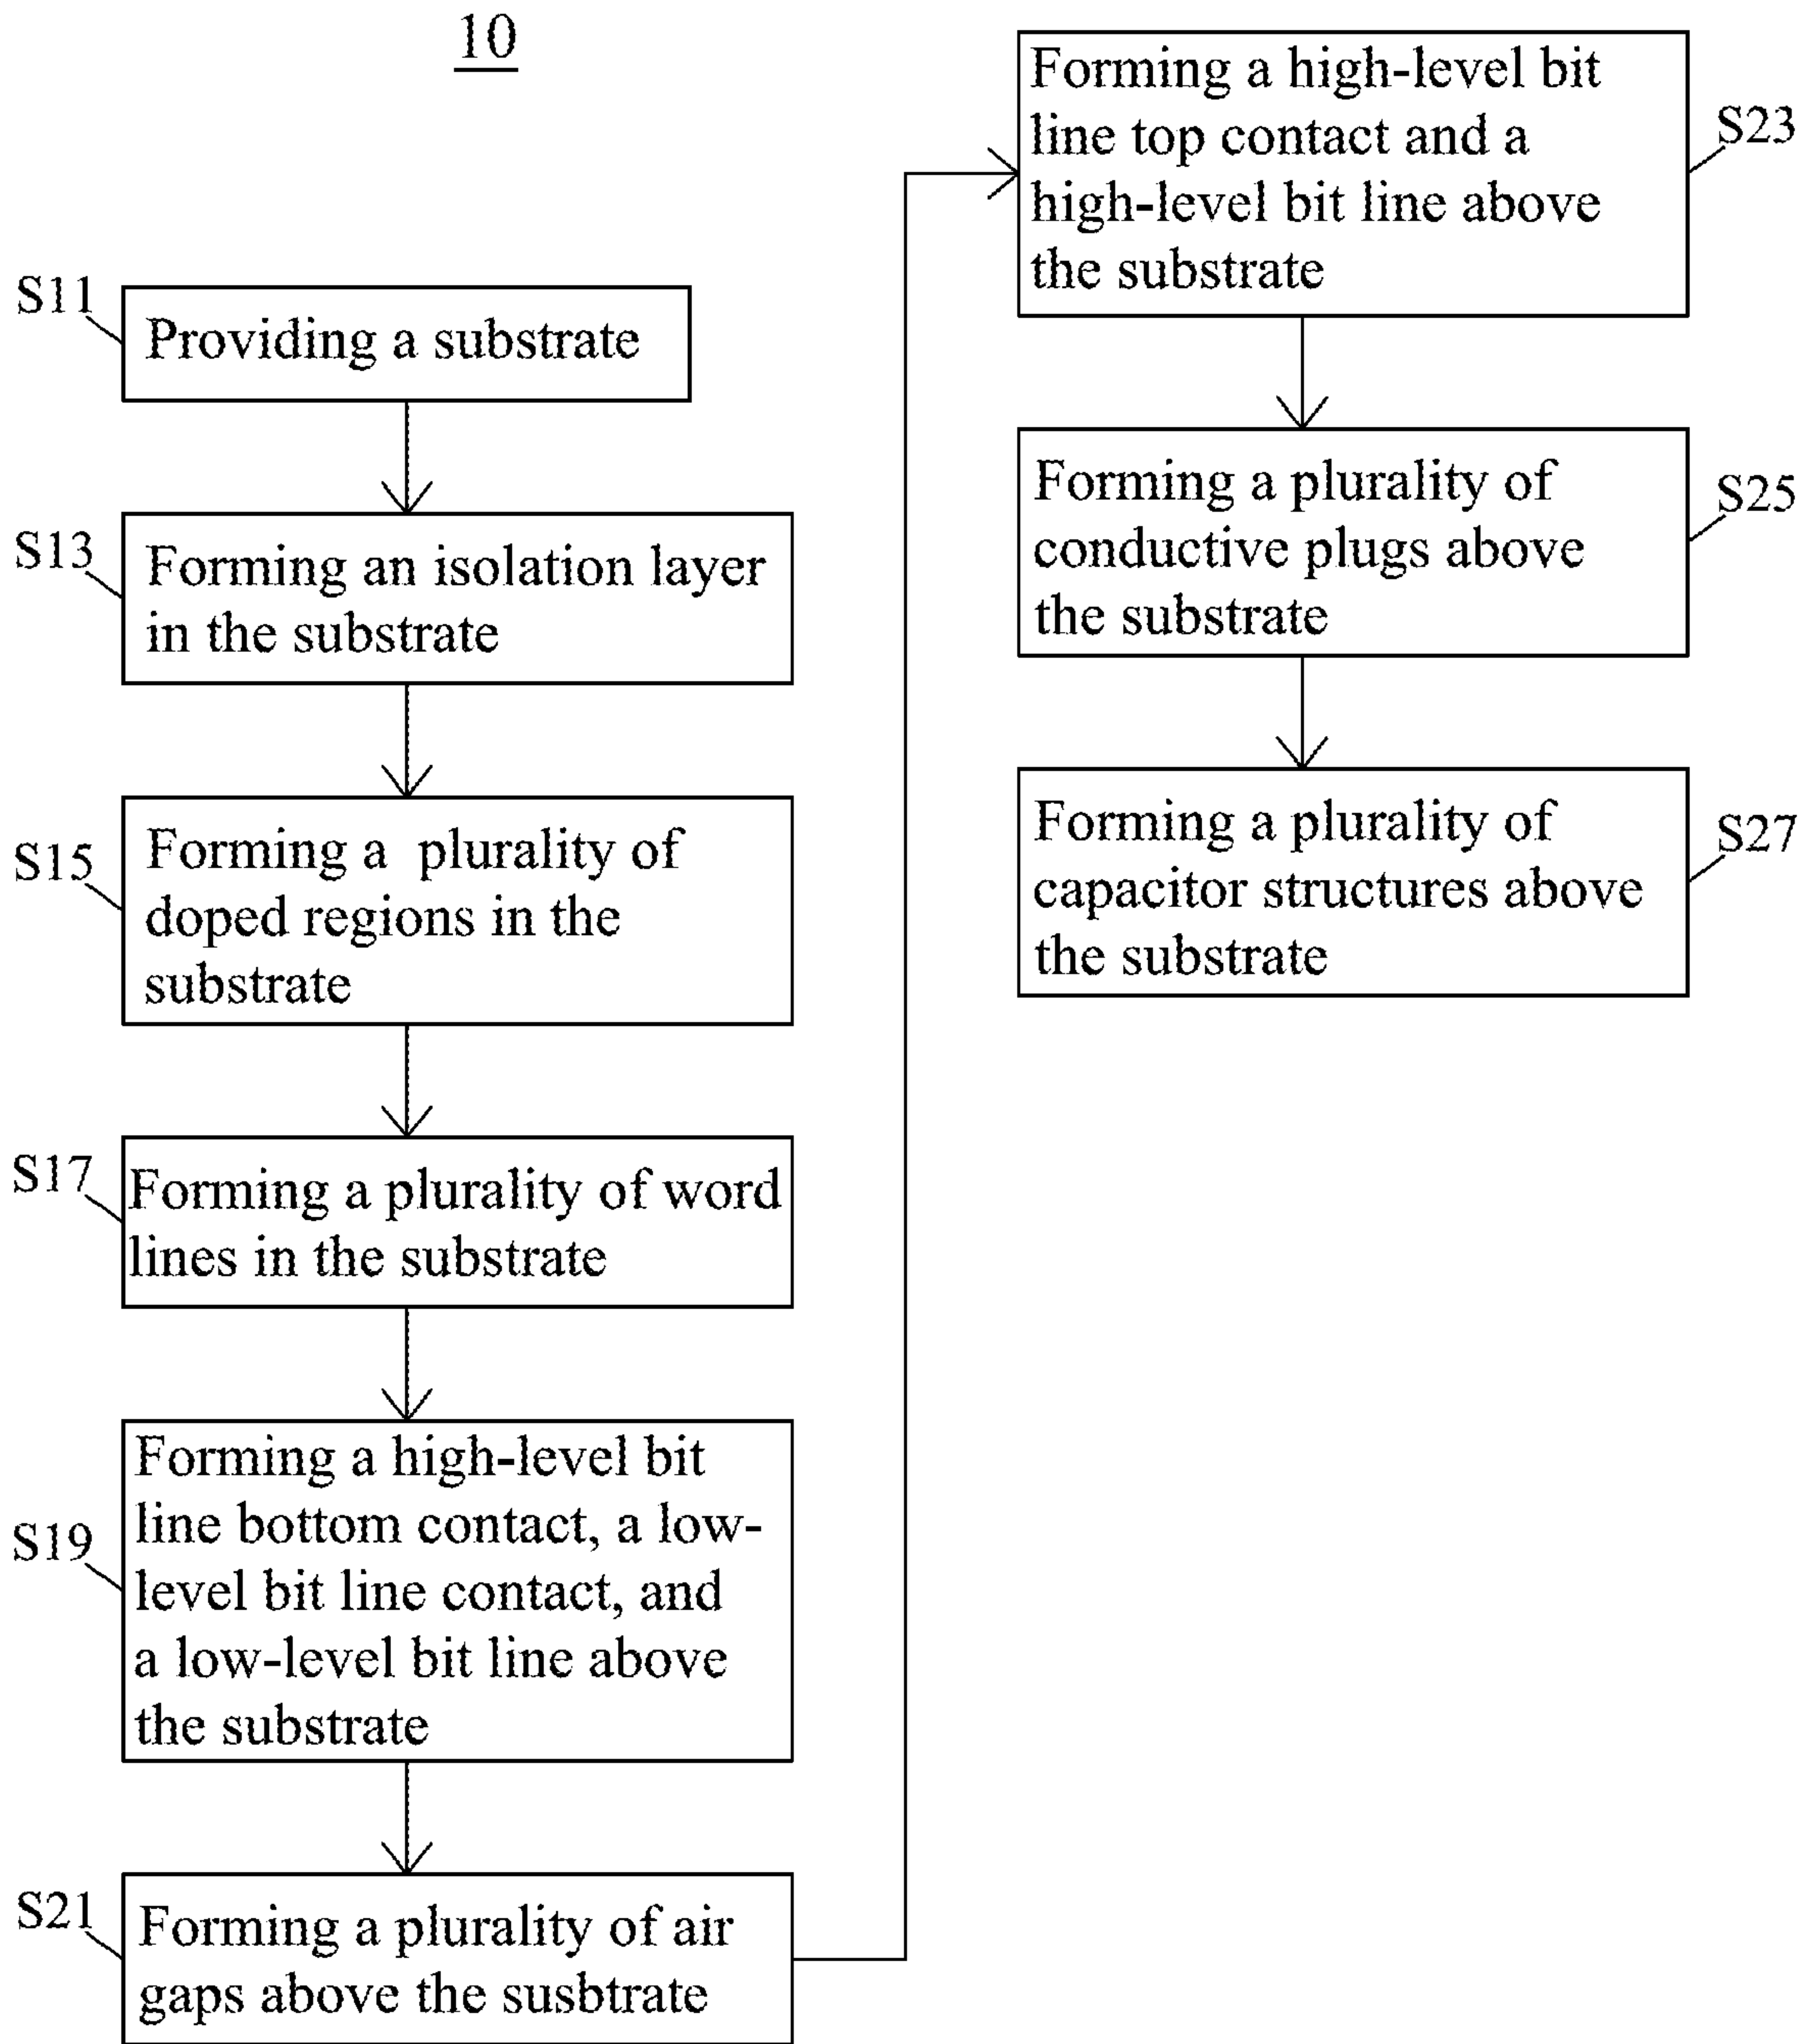 10
S11
Providing a substrate
S13
Forming an isolation layer
in the substrate
S15
Forming a plurality of
doped regions in the
substrate
S17
Forming a plurality of word
lines in the substrate
S19
Forming a high-level bit
line bottom contact, a low-
level bit line contact, and
a low-level bit line above
the substrate
S21
Forming a plurality of air
gaps above the susbtrate
Forming a high-level bit
line top contact and a
high-level bit line above
the substrate
S23
Forming a plurality of
conductive plugs above
the substrate
S25
Forming a plurality of
capacitor structures above
the substrate
S27